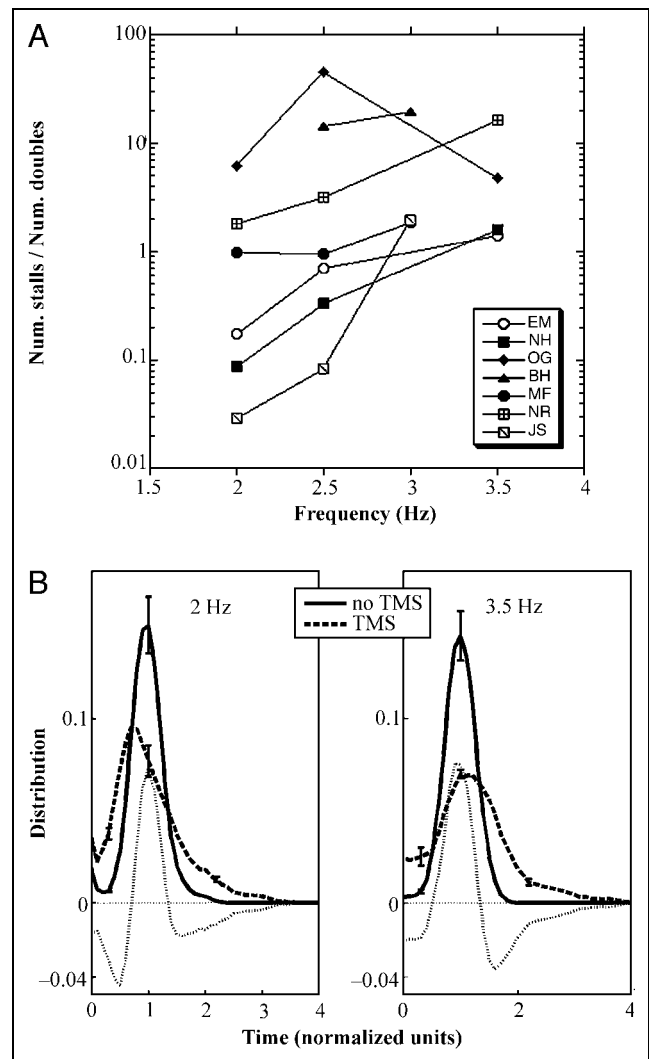 A
100
10
1
0.1
0.01
Num. stalls / Num. doubles
1.5 2 2.5 3 3.5 4
Frequency (Hz)
EM
NH
OG
BH
MF
NR
JS
B
2 Hz
no TMS
TMS
3.5 Hz
Distribution
0.1
0
−0.04
0.1
0
−0.04
0 1 2 3 4
0 2 4
Time (normalized units)